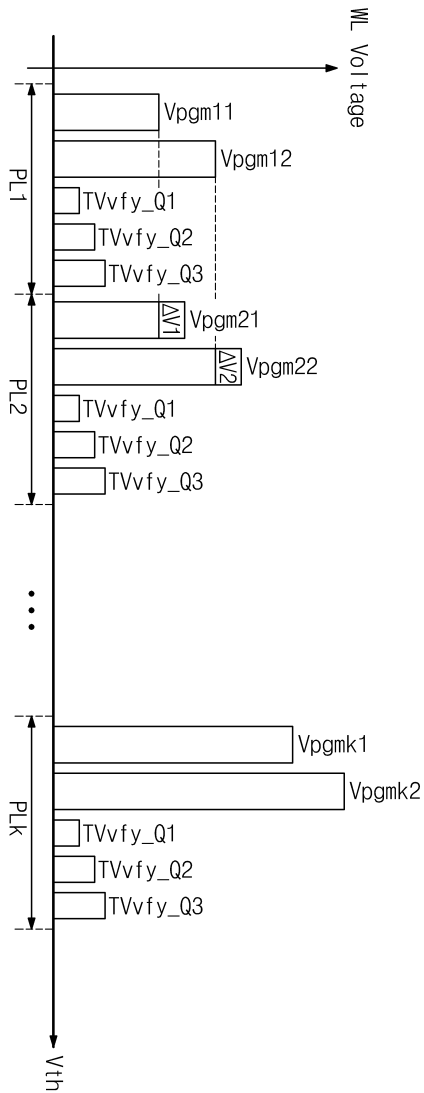 WL Voltage
Vpgm11
Vpgm12
TVvfy_Q1
TVvfy_Q2
TVvfy_Q3
PL1
ΔV1
Vpgm21
ΔV2
Vpgm22
TVvfy_Q1
TVvfy_Q2
TVvfy_Q3
PL2
...
Vpgmk1
Vpgmk2
TVvfy_Q1
TVvfy_Q2
TVvfy_Q3
PLk
Vth